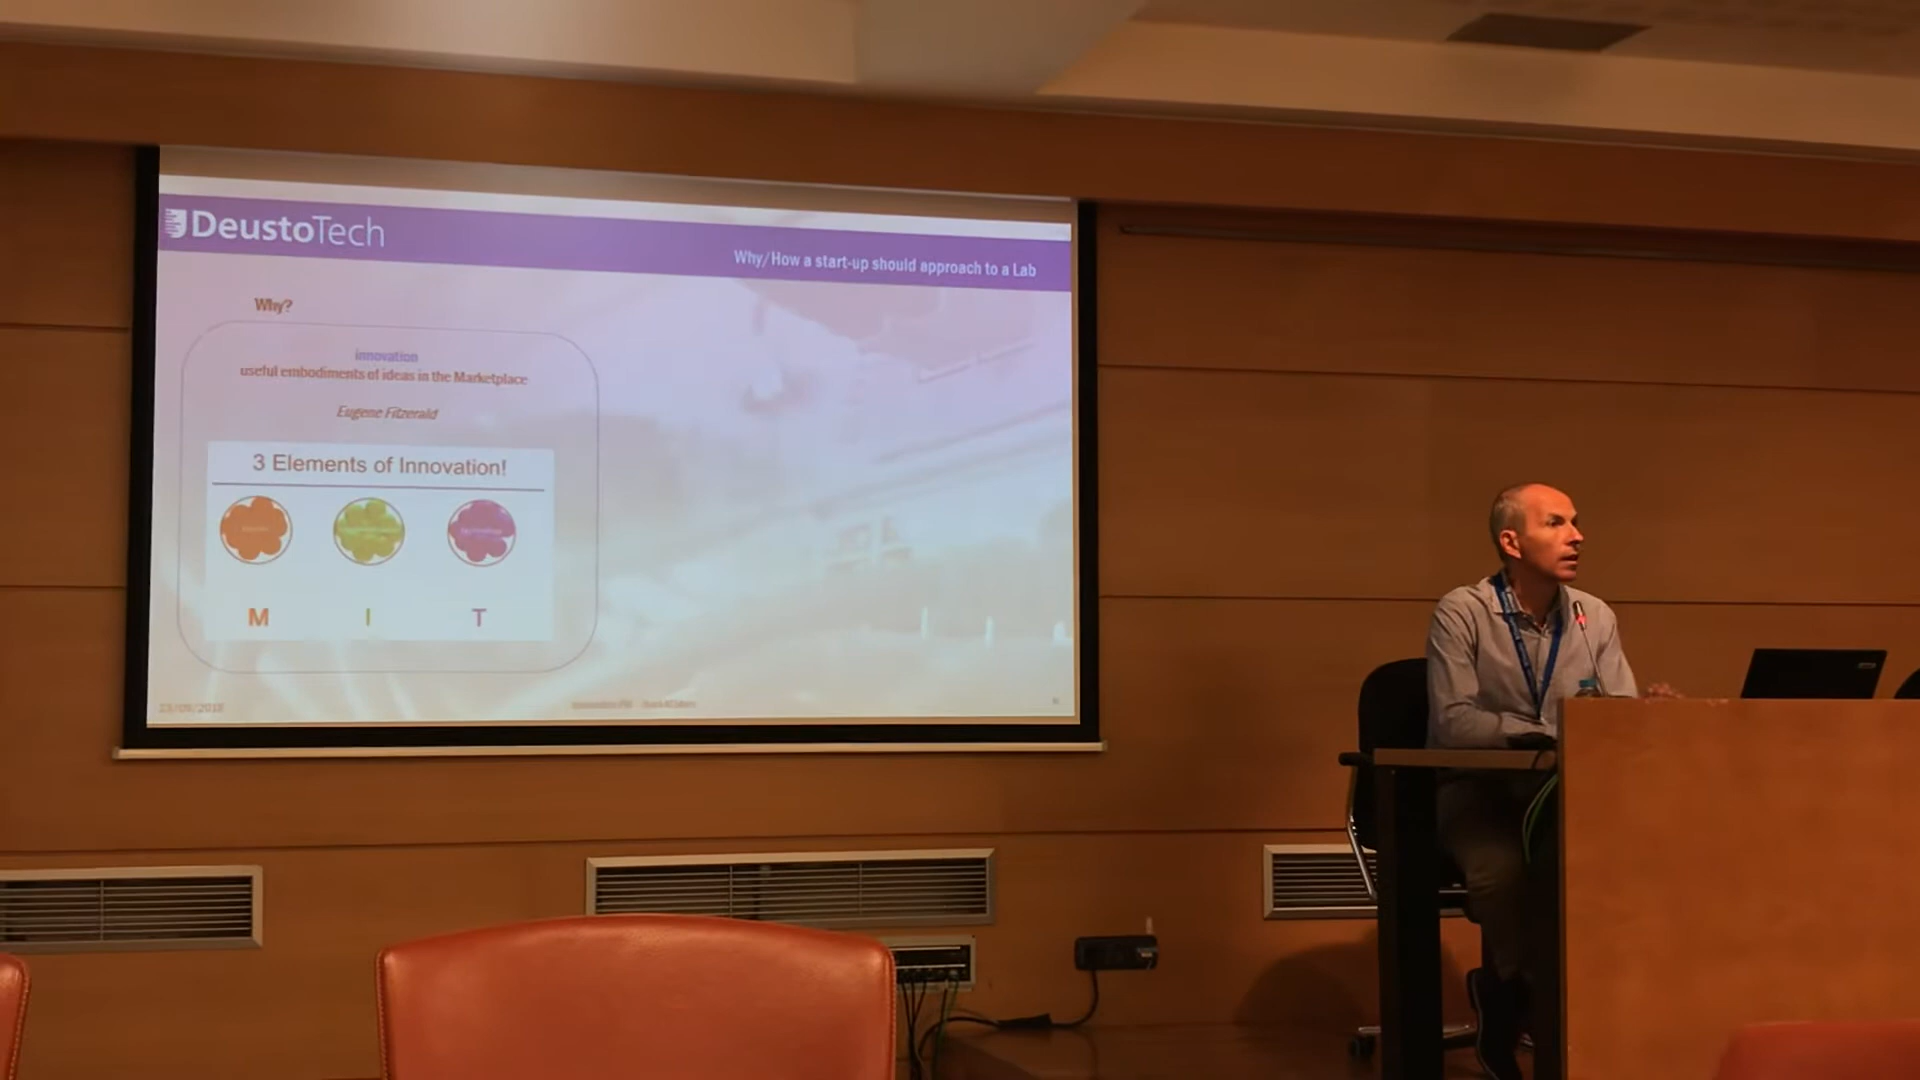 DeustoTech
Why/How a start-up should approach to a Lab
Why?
innovation
useful embodiments of ideas in the Marketplace
Eugene Fitzerald
3 Elements of Innovation!
M I T